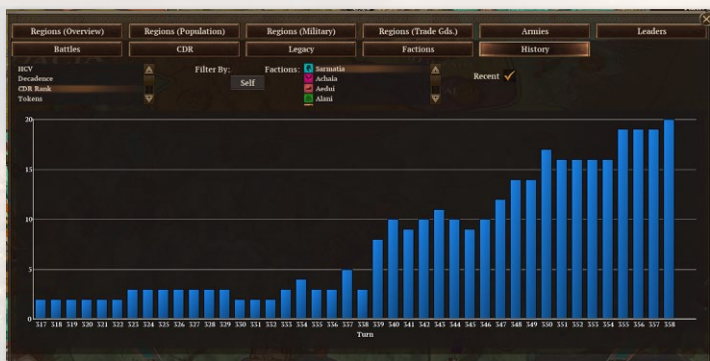 Regions (Overview) Regions (Population) Regions (Military) Regions (Trade Gds.) Armies Leaders
Battles CDR Legacy Factions History
HCV
Decadence
CDR Rank
Tokens
Filter By:
Self
Factions:
Sarmatia
Achaia
Aedui
Alani
Recent
20
15
10
5
0
317 318 319 320 321 322 323 324 325 326 327 328 329 330 331 332 333 334 335 336 337 338 339 340 341 342 343 344 345 346 347 348 349 350 351 352 353 354 355 356 357 358
Turn